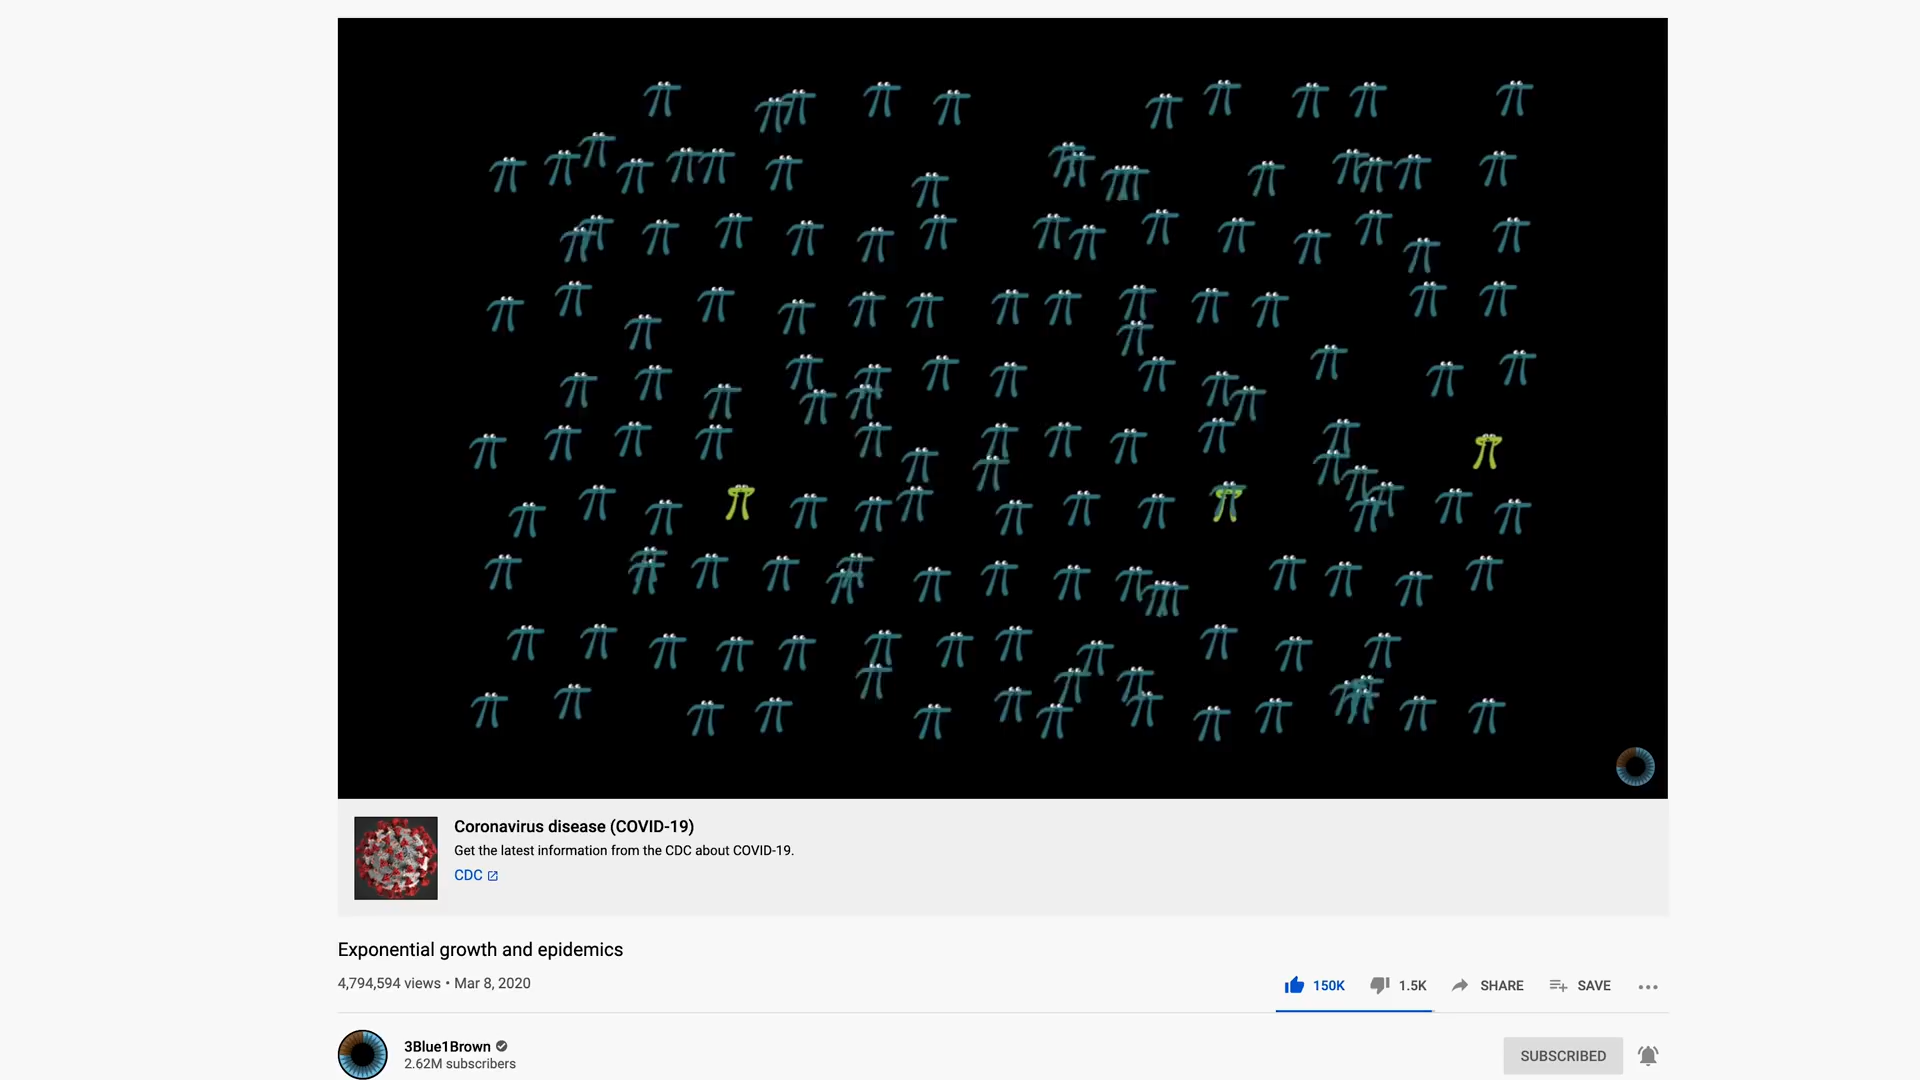 Coronavirus disease (COVID-19)
Get the latest information from the CDC about COVID-19.
CDC
Exponential growth and epidemics
4,794,594 views • Mar 8, 2020
150K 1.5K SHARE SAVE
3Blue1Brown
2.62M subscribers
SUBSCRIBED